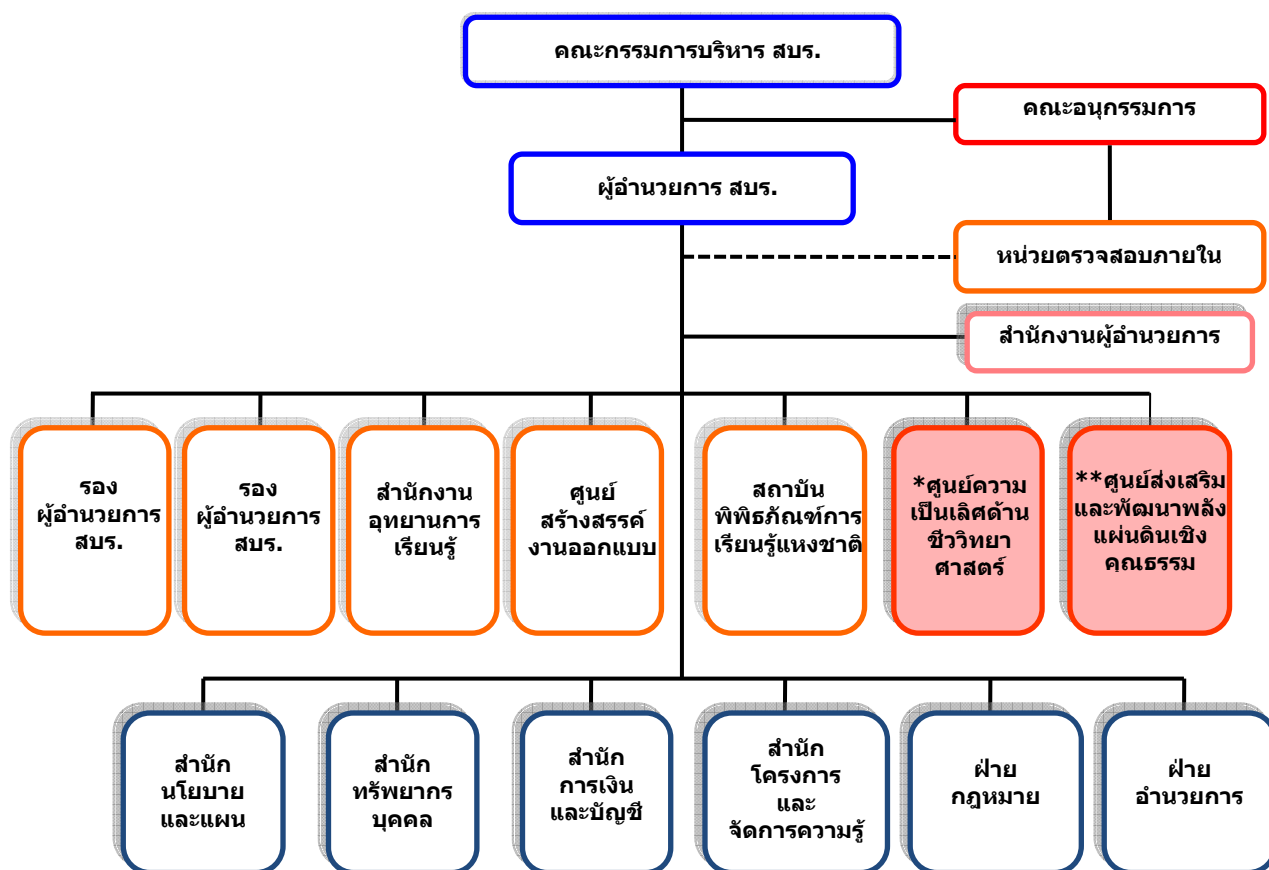 คณะกรรมการบริหาร สบร.
คณะอนุกรรมการ
ผู้อำนวยการ สบร.
หน่วยตรวจสอบภายใน
สำนักงานผู้อำนวยการ
รอง
ผู้อำนวยการ
สบร.
รอง
ผู้อำนวยการ
สบร.
สำนักงาน
อุทยานการ
เรียนรู้
ศูนย์
สร้างสรรค์
งานออกแบบ
สถาบัน
พิพิธภัณฑ์การ
เรียนรู้แหงชาติ
*ศูนย์ความ
เป็นเลิศด้าน
ชีววิทยา
ศาสตร์
**ศูนย์ส่งเสริม
และพัฒนาพลัง
แผ่นดินเชิง
คุณธรรม
สำนัก
นโยบาย
และแผน
สำนัก
ทรัพยากร
บุคคล
สำนัก
การเงิน
และบัญชี
สำนัก
โครงการ
และ
จัดการความรู้
ฝ่าย
กฎหมาย
ฝ่าย
อำนวยการ